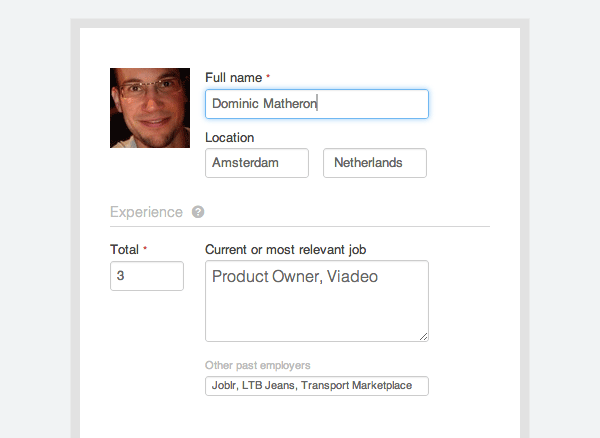 Full name *
Dominic Matheron
Location
Amsterdam Netherlands
Experience ?
Total * Current or most relevant job
3 Product Owner, Viadeo
Other past employers
Joblr, LTB Jeans, Transport Marketplace